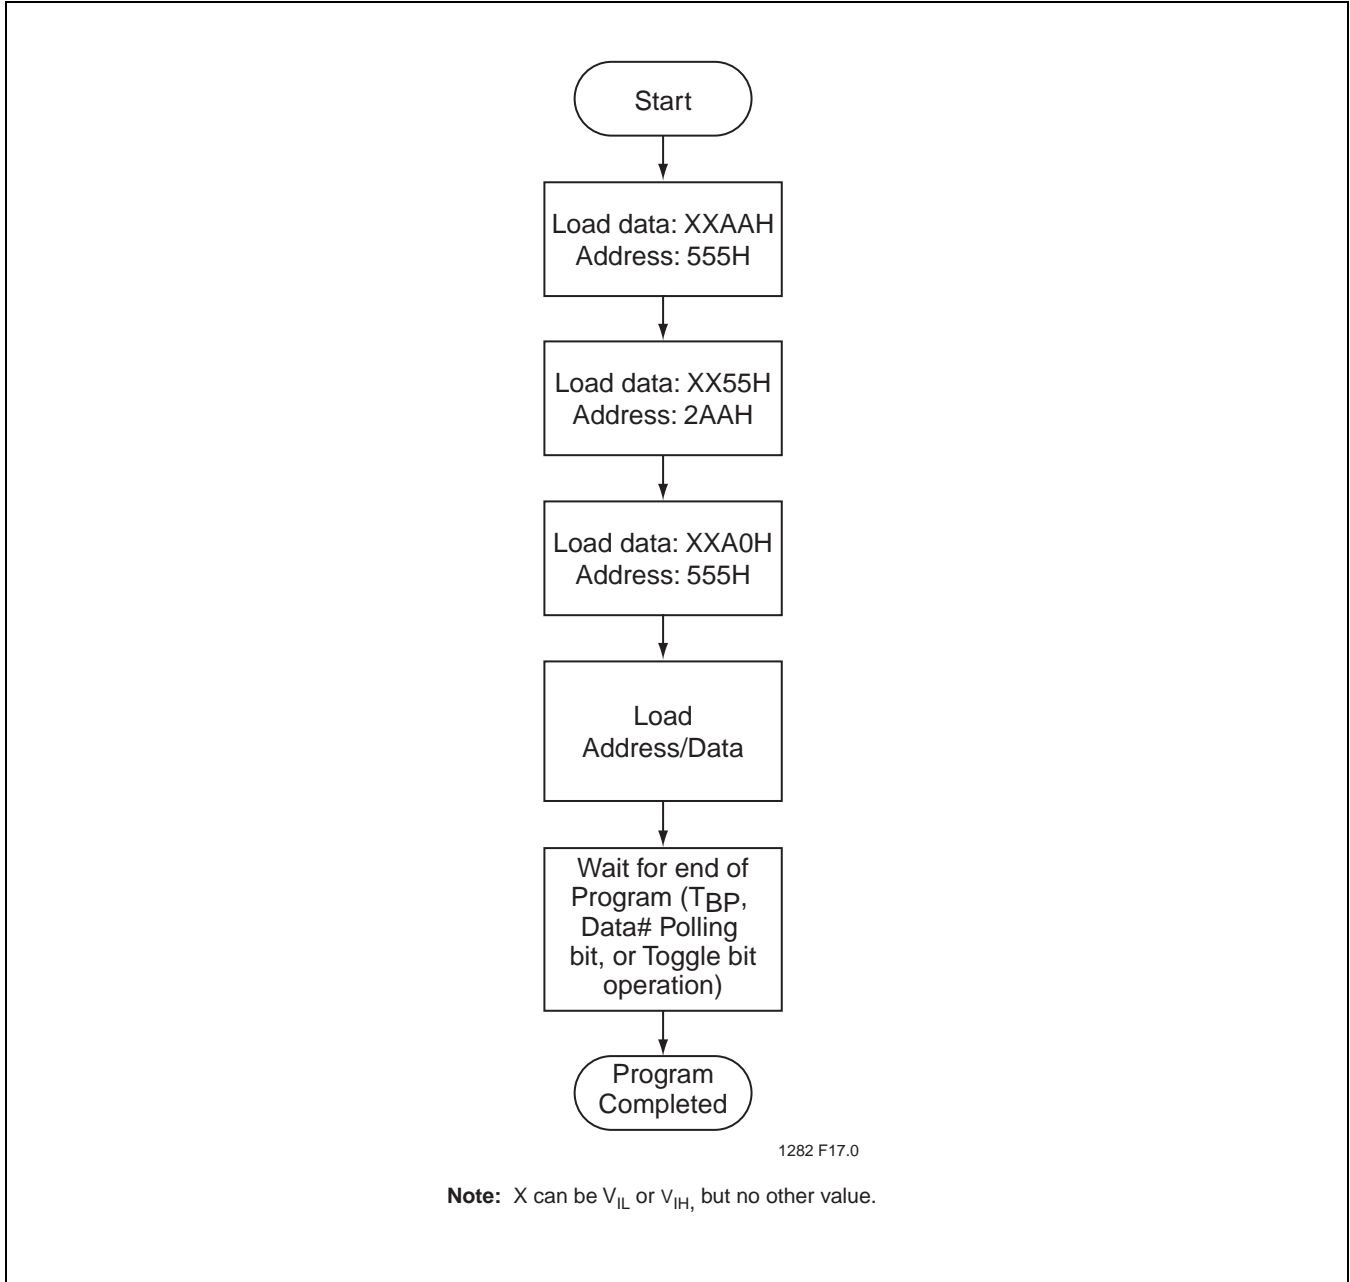 Start
Load data: XXAAH
Address: 555H
Load data: XX55H
Address: 2AAH
Load data: XXA0H
Address: 555H
Load
Address/Data
Wait for end of
Program (TBP,
Data# Polling
bit, or Toggle bit
operation)
Program
Completed
1282 F17.0
Note: X can be VIL or VIH, but no other value.